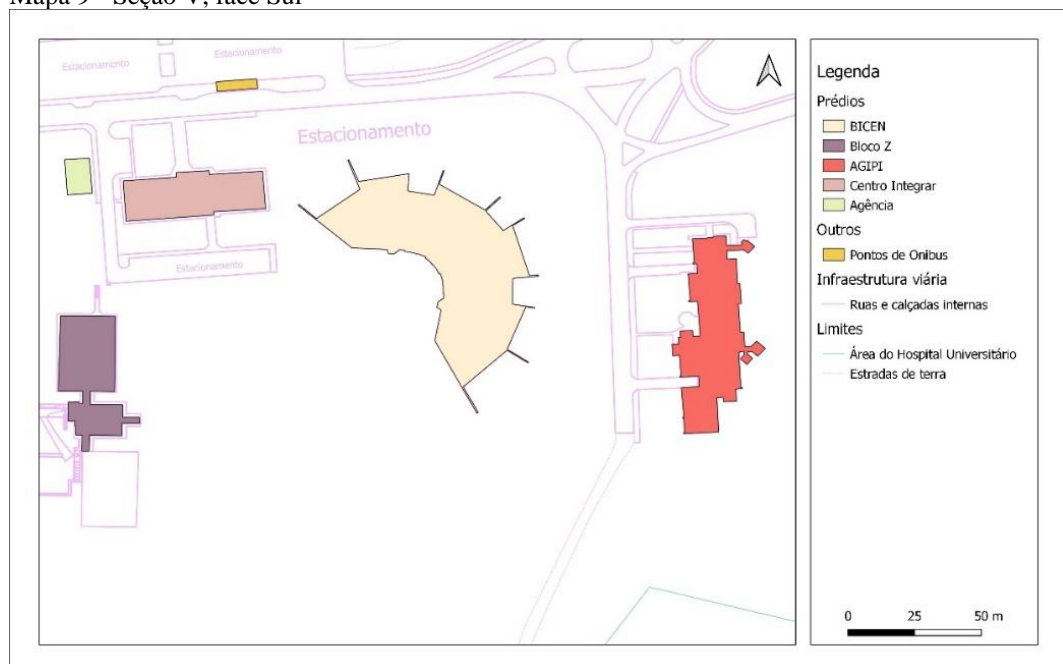 Mapa 9 - Seção V, face Sul
Estacionamento
Estacionamento
Estacionamento
Estacionamento
Legenda
Prédios
BICEN
Bloco Z
AGIPI
Centro Integrar
Agência
Outros
Pontos de Onibus
Infraestrutura viária
Ruas e calçadas internas
Limites
Área do Hospital Universitário
Estradas de terra
0 25 50 m